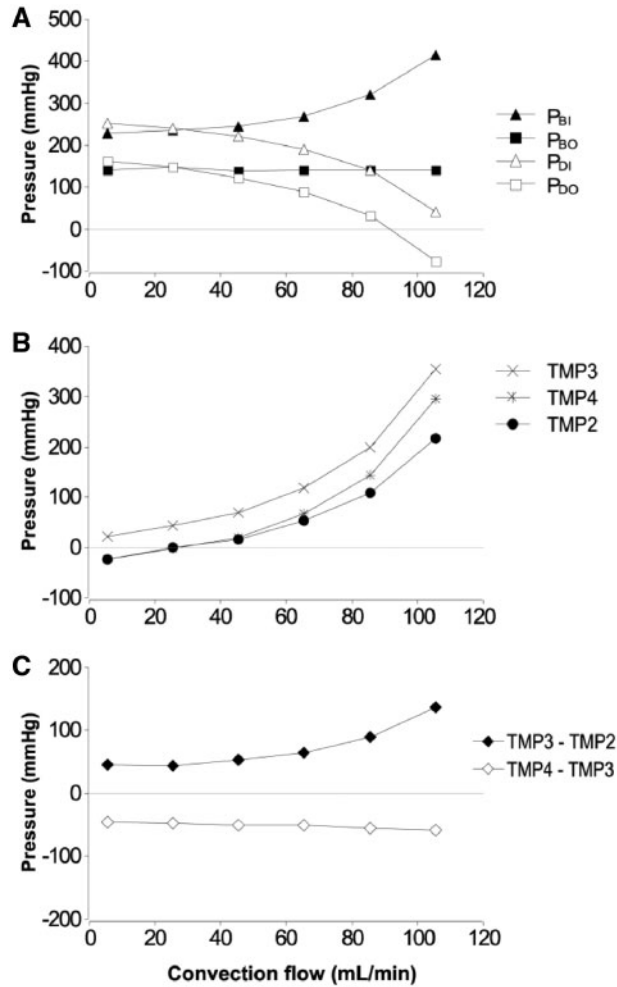 A
Pressure (mmHg)
500
400
300
200
100
0
-100
0 20 40 60 80 100 120
PBI
PBO
PDI
PDO
B
Pressure (mmHg)
400
300
200
100
0
-100
0 20 40 60 80 100 120
TMP3
TMP4
TMP2
C
Pressure (mmHg)
200
100
0
-100
-200
0 20 40 60 80 100 120
TMP3 - TMP2
TMP4 - TMP3
Convection flow (mL/min)